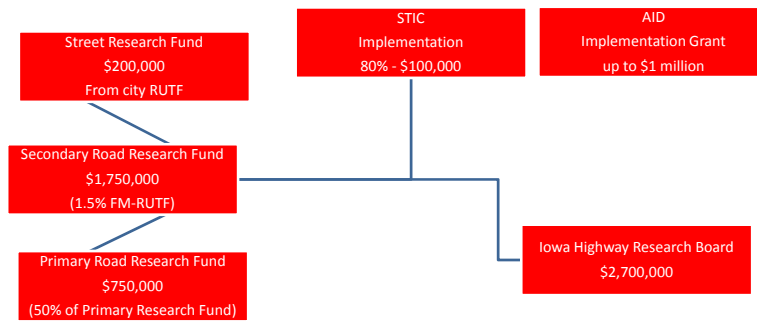 Street Research Fund
$200,000
From city RUTF
STIC
Implementation
80% - $100,000
AID
Implementation Grant
up to $1 million
Secondary Road Research Fund
$1,750,000
(1.5% FM-RUTF)
Iowa Highway Research Board
$2,700,000
Primary Road Research Fund
$750,000
(50% of Primary Research Fund)